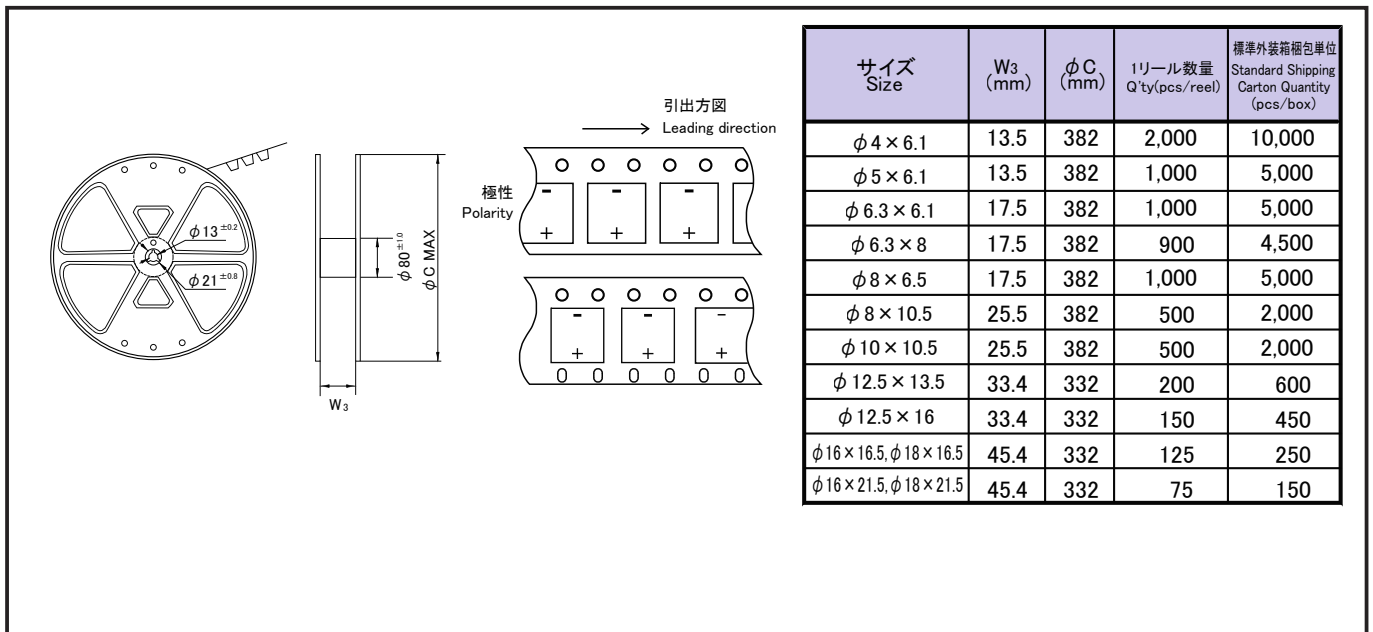 引出方図
Leading direction
極性
Polarity
- - -
+ + +
- - -
+ + +
φ13 ±0.2
φ21 ±0.8
φ80 ±1.0
φC MAX
W3
サイズ Size W3 (mm) φC (mm) 1リール数量 Q'ty(pcs/reel) 標準外装箱梱包単位 Standard Shipping Carton Quantity (pcs/box)
φ4×6.1 13.5 382 2,000 10,000
φ5×6.1 13.5 382 1,000 5,000
φ6.3×6.1 17.5 382 1,000 5,000
φ6.3×8 17.5 382 900 4,500
φ8×6.5 17.5 382 1,000 5,000
φ8×10.5 25.5 382 500 2,000
φ10×10.5 25.5 382 500 2,000
φ12.5×13.5 33.4 332 200 600
φ12.5×16 33.4 332 150 450
φ16×16.5,φ18×16.5 45.4 332 125 250
φ16×21.5,φ18×21.5 45.4 332 75 150